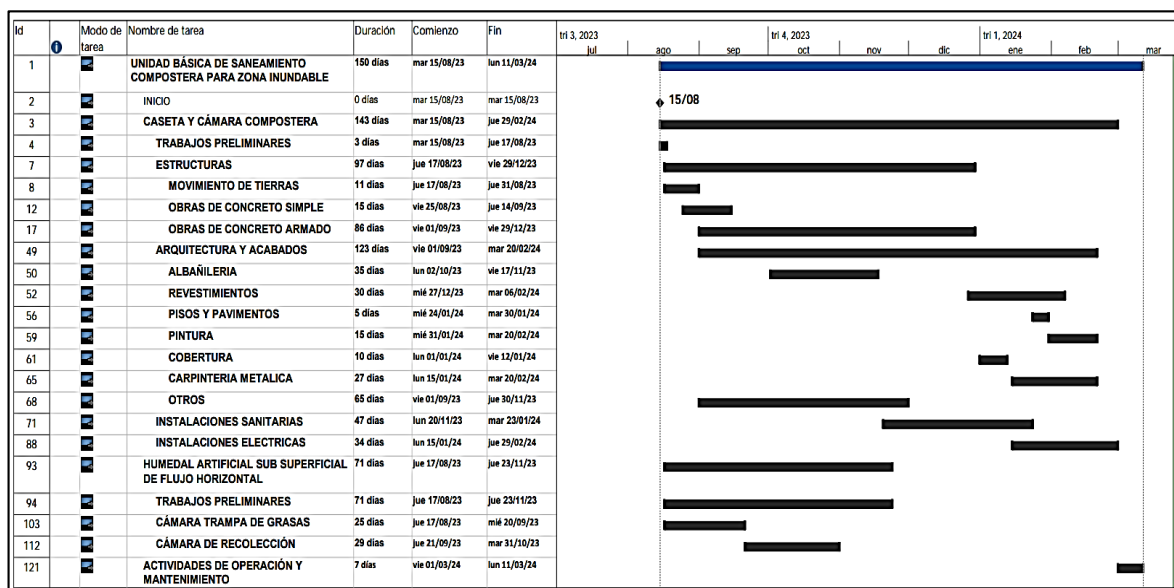 Id Modo de tarea Nombre de tarea Duración Comienzo Fin
tri 3, 2023 tri 4, 2023 tri 1, 2024
jul ago sep oct nov dic ene feb mar
1 UNIDAD BÁSICA DE SANEAMIENTO COMPOSTERA PARA ZONA INUNDABLE 150 días mar 15/08/23 lun 11/03/24
2 INICIO 0 días mar 15/08/23 mar 15/08/23 15/08
3 CASETA Y CÁMARA COMPOSTERA 143 días mar 15/08/23 jue 29/02/24
4 TRABAJOS PRELIMINARES 3 días mar 15/08/23 jue 17/08/23
7 ESTRUCTURAS 97 días jue 17/08/23 vie 29/12/23
8 MOVIMIENTO DE TIERRAS 11 días jue 17/08/23 jue 31/08/23
12 OBRAS DE CONCRETO SIMPLE 15 días vie 25/08/23 jue 14/09/23
17 OBRAS DE CONCRETO ARMADO 86 días vie 01/09/23 vie 29/12/23
49 ARQUITECTURA Y ACABADOS 123 días vie 01/09/23 mar 20/02/24
50 ALBAÑILERIA 35 días lun 02/10/23 vie 17/11/23
52 REVESTIMIENTOS 30 días mié 27/12/23 mar 06/02/24
56 PISOS Y PAVIMENTOS 5 días mié 24/01/24 mar 30/01/24
59 PINTURA 15 días mié 31/01/24 mar 20/02/24
61 COBERTURA 10 días lun 01/01/24 vie 12/01/24
65 CARPINTERIA METALICA 27 días lun 15/01/24 mar 20/02/24
68 OTROS 65 días vie 01/09/23 jue 30/11/23
71 INSTALACIONES SANITARIAS 47 días lun 20/11/23 mar 23/01/24
88 INSTALACIONES ELECTRICAS 34 días lun 15/01/24 jue 29/02/24
93 HUMEDAL ARTIFICIAL SUB SUPERFICIAL DE FLUJO HORIZONTAL 71 días jue 17/08/23 jue 23/11/23
94 TRABAJOS PRELIMINARES 71 días jue 17/08/23 jue 23/11/23
103 CÁMARA TRAMPA DE GRASAS 25 días jue 17/08/23 mié 20/09/23
112 CÁMARA DE RECOLECCIÓN 29 días jue 21/09/23 mar 31/10/23
121 ACTIVIDADES DE OPERACIÓN Y MANTENIMIENTO 7 días vie 01/03/24 lun 11/03/24